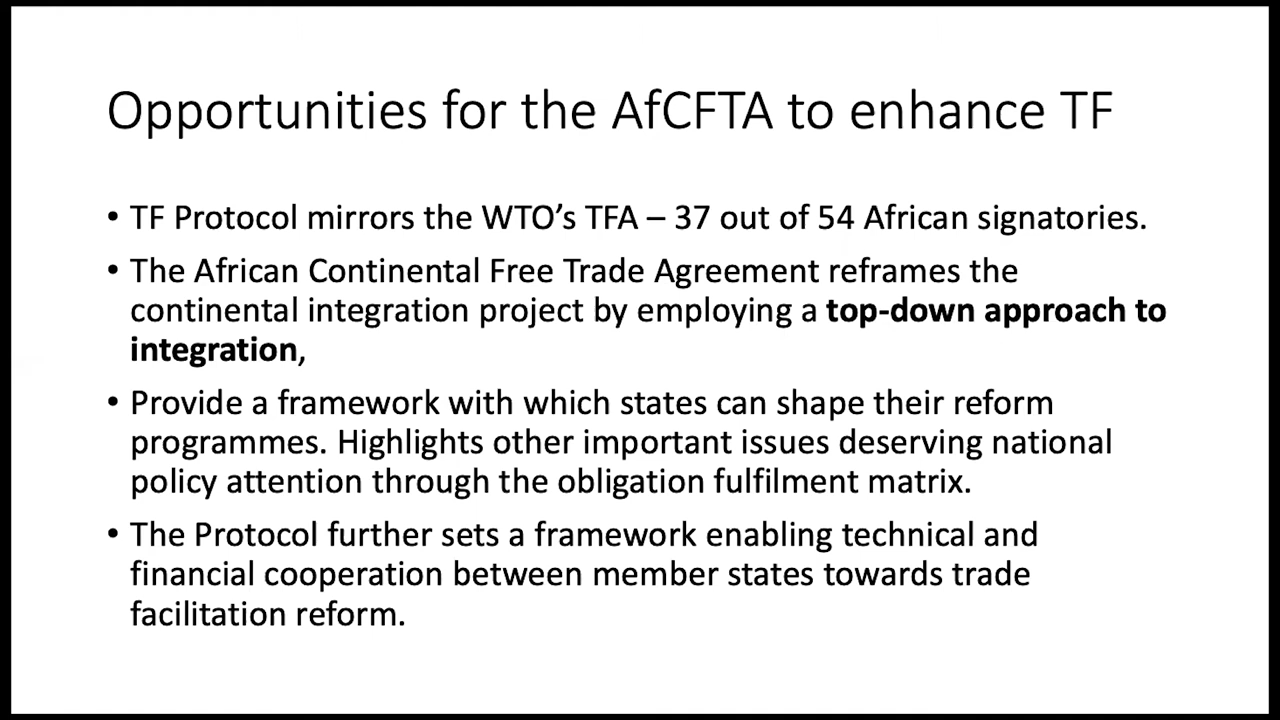 Opportunities for the AfCFTA to enhance TF
• TF Protocol mirrors the WTO’s TFA – 37 out of 54 African signatories.
• The African Continental Free Trade Agreement reframes the
continental integration project by employing a top-down approach to
integration,
• Provide a framework with which states can shape their reform
programmes. Highlights other important issues deserving national
policy attention through the obligation fulfilment matrix.
• The Protocol further sets a framework enabling technical and
financial cooperation between member states towards trade
facilitation reform.